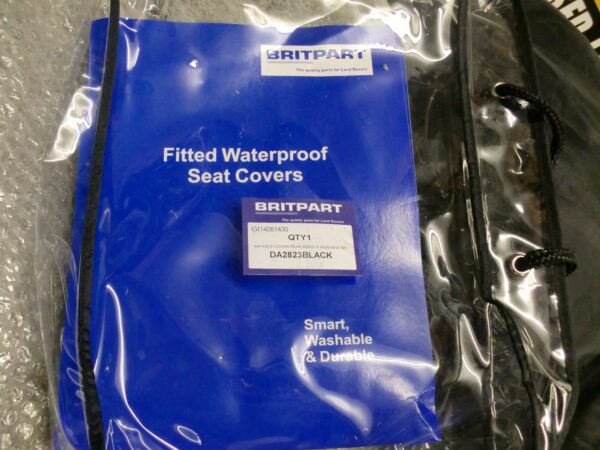 BRITPART
The quality parts for Land Rovers
Fitted Waterproof
Seat Covers
BRITPART
The quality parts for Land Rovers
GI14061430
QTY1
DA2823BLACK
Smart,
Washable
& Durable